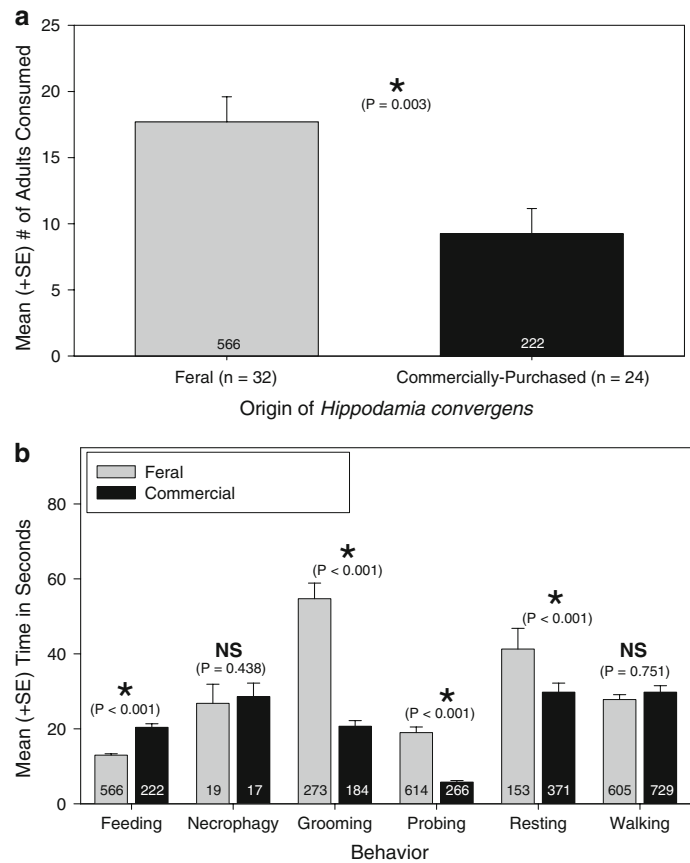 a
25
20
15
10
5
0
Mean (+SE) # of Adults Consumed
*
(P = 0.003)
566
222
Feral (n = 32)
Commercially-Purchased (n = 24)
Origin of Hippodamia convergens
b
Feral
Commercial
80
60
40
20
0
Mean (+SE) Time in Seconds
*
(P < 0.001)
NS
(P = 0.438)
*
(P < 0.001)
*
(P < 0.001)
*
(P < 0.001)
NS
(P = 0.751)
566 222 19 17 273 184 614 266 153 371 605 729
Feeding Necrophagy Grooming Probing Resting Walking
Behavior